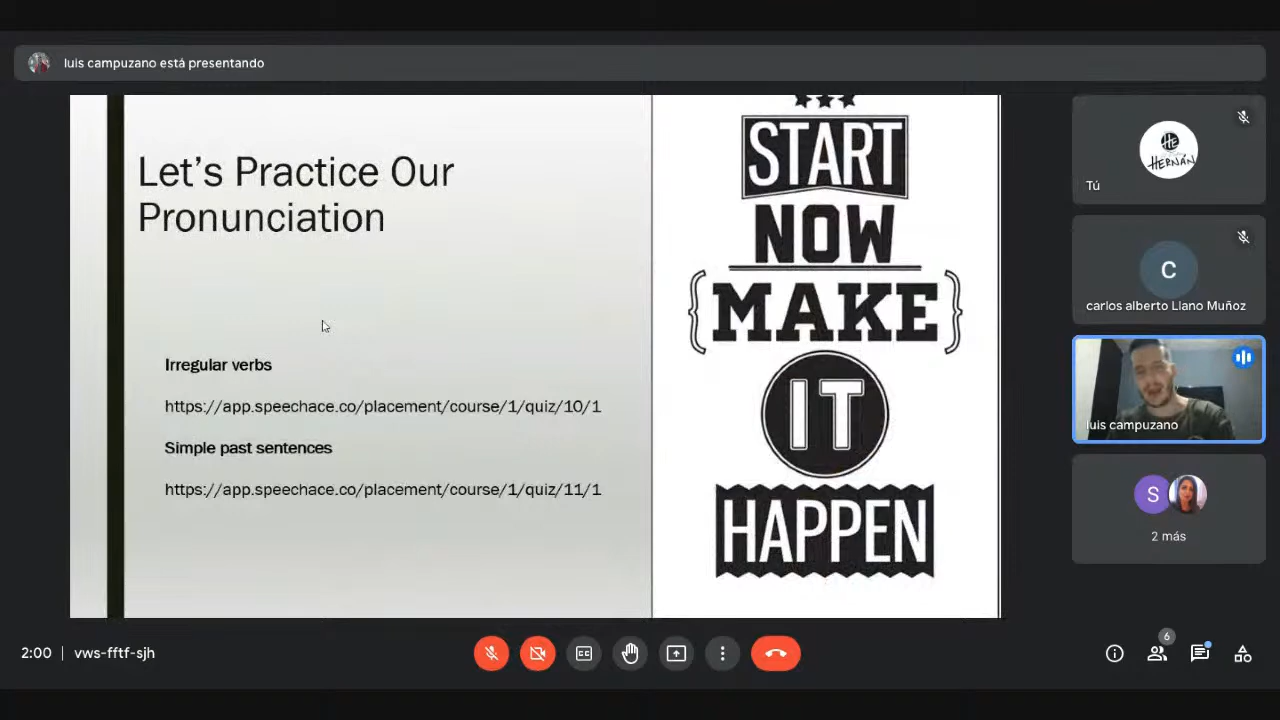 luis campuzano está presentando
Let's Practice Our
Pronunciation
Irregular verbs
https://app.speechace.co/placement/course/1/quiz/10/1
Simple past sentences
https://app.speechace.co/placement/course/1/quiz/11/1
START
NOW
{MAKE}
IT
HAPPEN
He
HERNÁN
Tú
C
carlos alberto Llano Muñoz
luis campuzano
S
2 más
2:00 | vws-fftf-sjh
CC
6